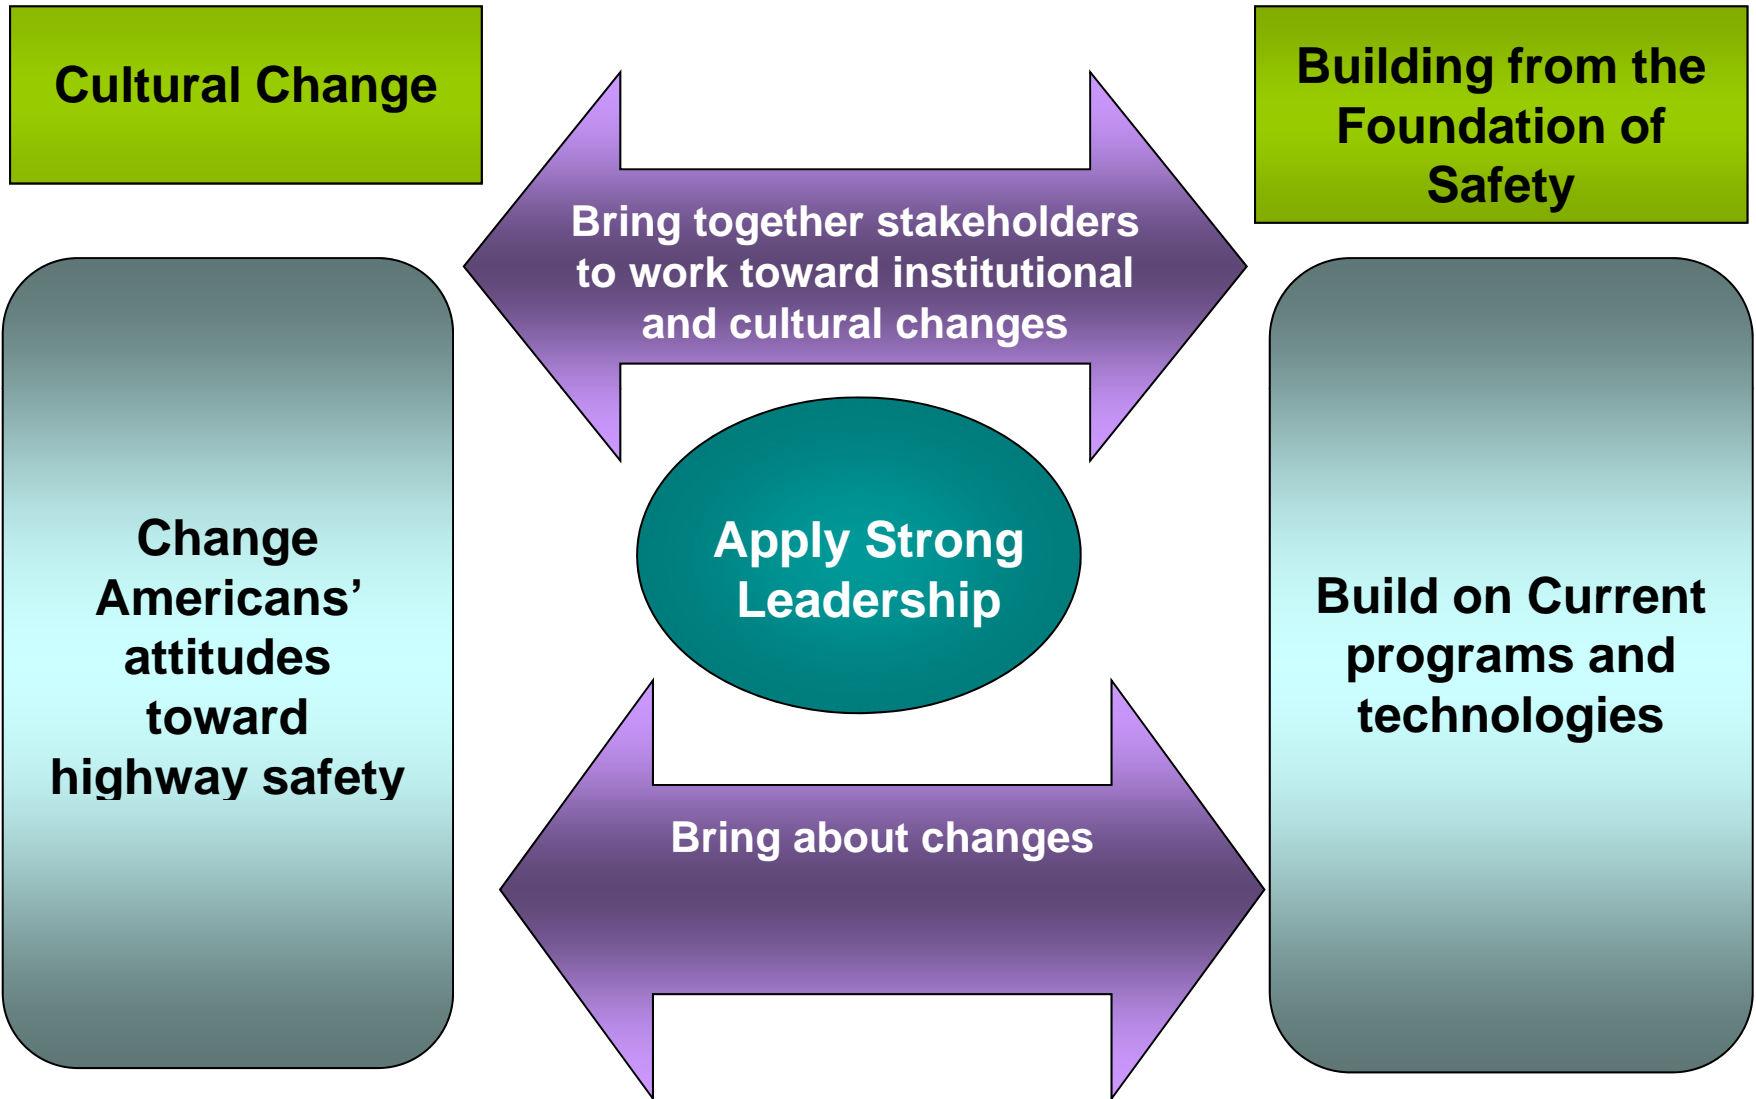 Cultural Change
Building from the
Foundation of
Safety
Bring together stakeholders
to work toward institutional
and cultural changes
Change
Americans’
attitudes
toward
highway safety
Apply Strong
Leadership
Build on Current
programs and
technologies
Bring about changes